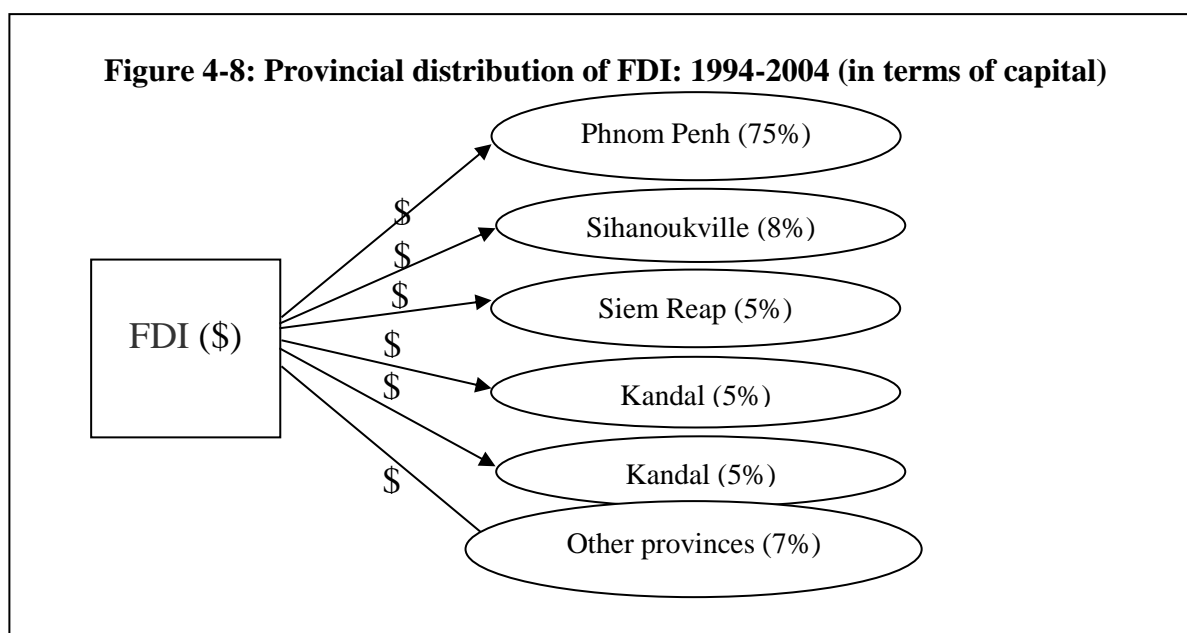 Figure 4-8: Provincial distribution of FDI: 1994-2004 (in terms of capital)
Phnom Penh (75%)
$
Sihanoukville (8%)
$
$
Siem Reap (5%)
FDI ($)
$
Kandal (5%)
$
Kandal (5%)
$
Other provinces (7%)